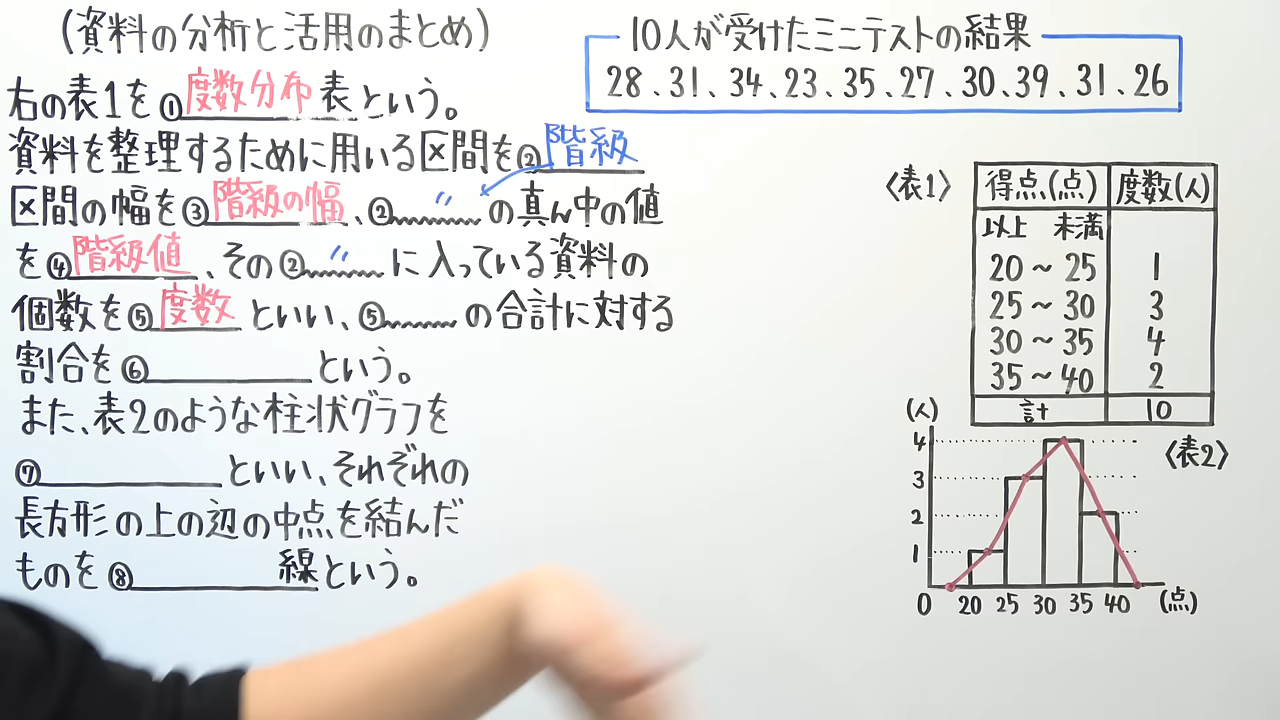 (資料の分析と活用のまとめ)
右の表1を①度数分布表という。
資料を整理するために用いる区間を②階級
区間の幅を③階級の幅、②〃の真ん中の値
を④階級値、その②〃に入っている資料の
個数を⑤度数といい、⑤の合計に対する
割合を⑥という。
また、表2のような柱状グラフを
⑦といい、それぞれの
長方形の上の辺の中点を結んだ
ものを⑧線という。
10人が受けたミニテストの結果
28、31、34、23、35、27、30、39、31、26
〈表1〉
得点(点) 度数(人)
以上 未満
20~25 1
25~30 3
30~35 4
35~40 2
計 10
(人)
〈表2〉
4
3
2
1
0 20 25 30 35 40 (点)